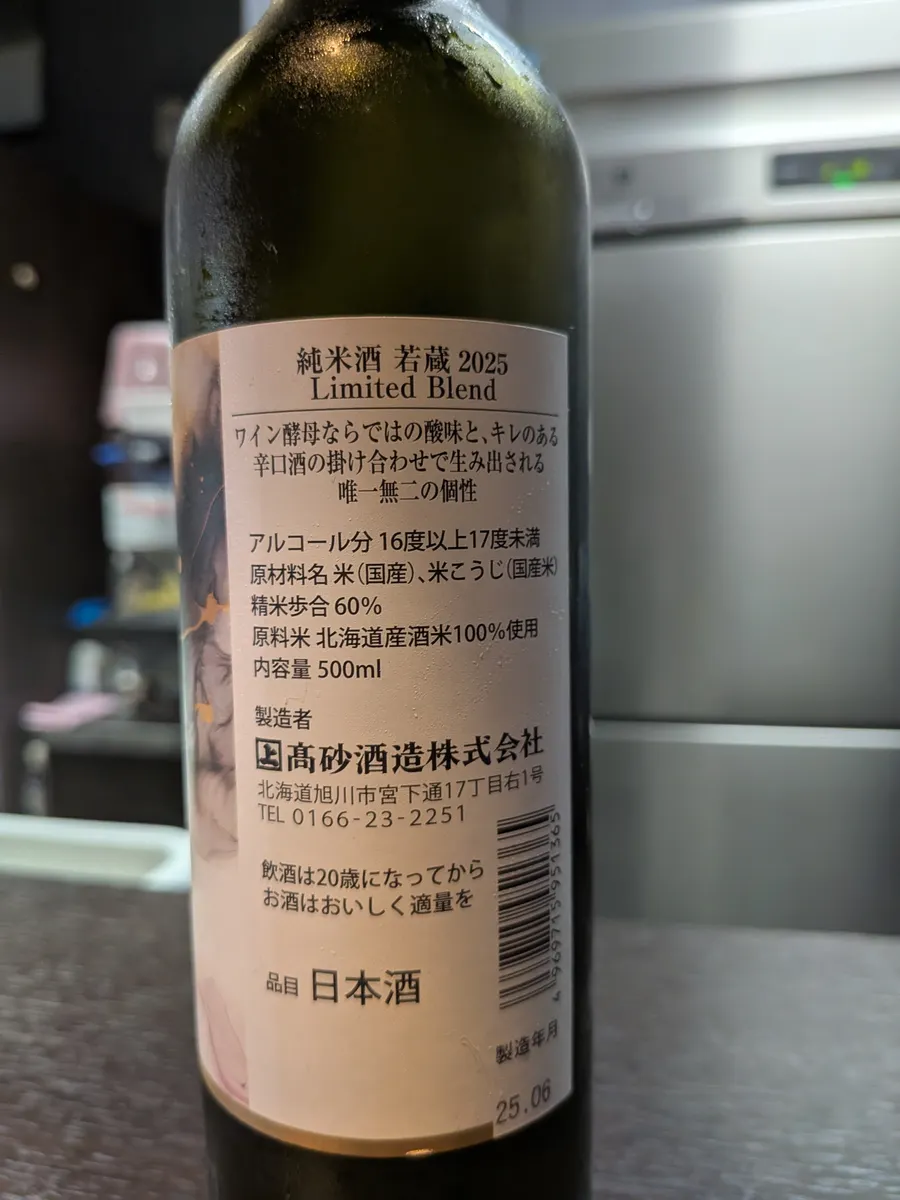 純米酒 若蔵 2025
Limited Blend
ワイン酵母ならではの酸味と、キレのある
辛口酒の掛け合わせで生み出される
唯一無二の個性
アルコール分 16度以上17度未満
原材料名 米(国産)、米こうじ(国産米)
精米歩合 60%
原料米 北海道産酒米100%使用
内容量 500ml
製造者
上 髙砂酒造株式会社
北海道旭川市宮下通17丁目右1号
TEL 0166-23-2251
飲酒は20歳になってから
お酒はおいしく適量を
品目 日本酒
4 969715 951365
製造年月
25.06